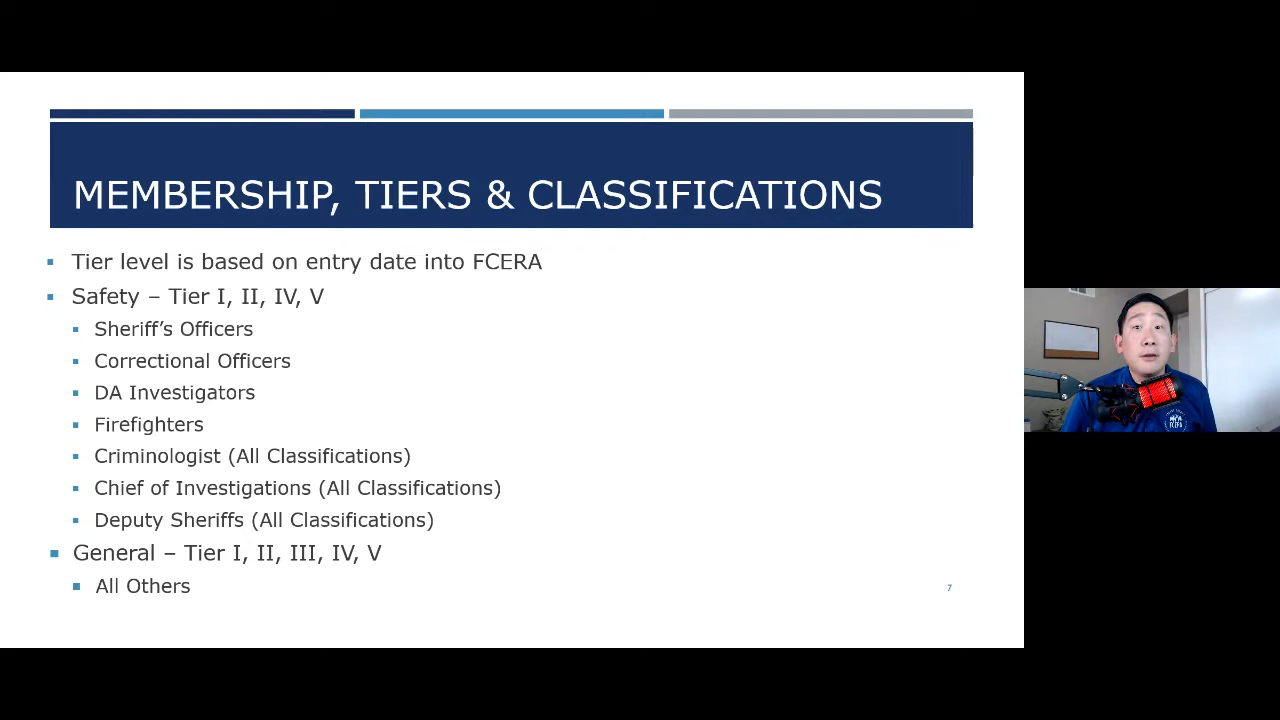 MEMBERSHIP, TIERS & CLASSIFICATIONS
Tier level is based on entry date into FCERA
Safety – Tier I, II, IV, V
Sheriff’s Officers
Correctional Officers
DA Investigators
Firefighters
Criminologist (All Classifications)
Chief of Investigations (All Classifications)
Deputy Sheriffs (All Classifications)
General – Tier I, II, III, IV, V
All Others
7
FCERA